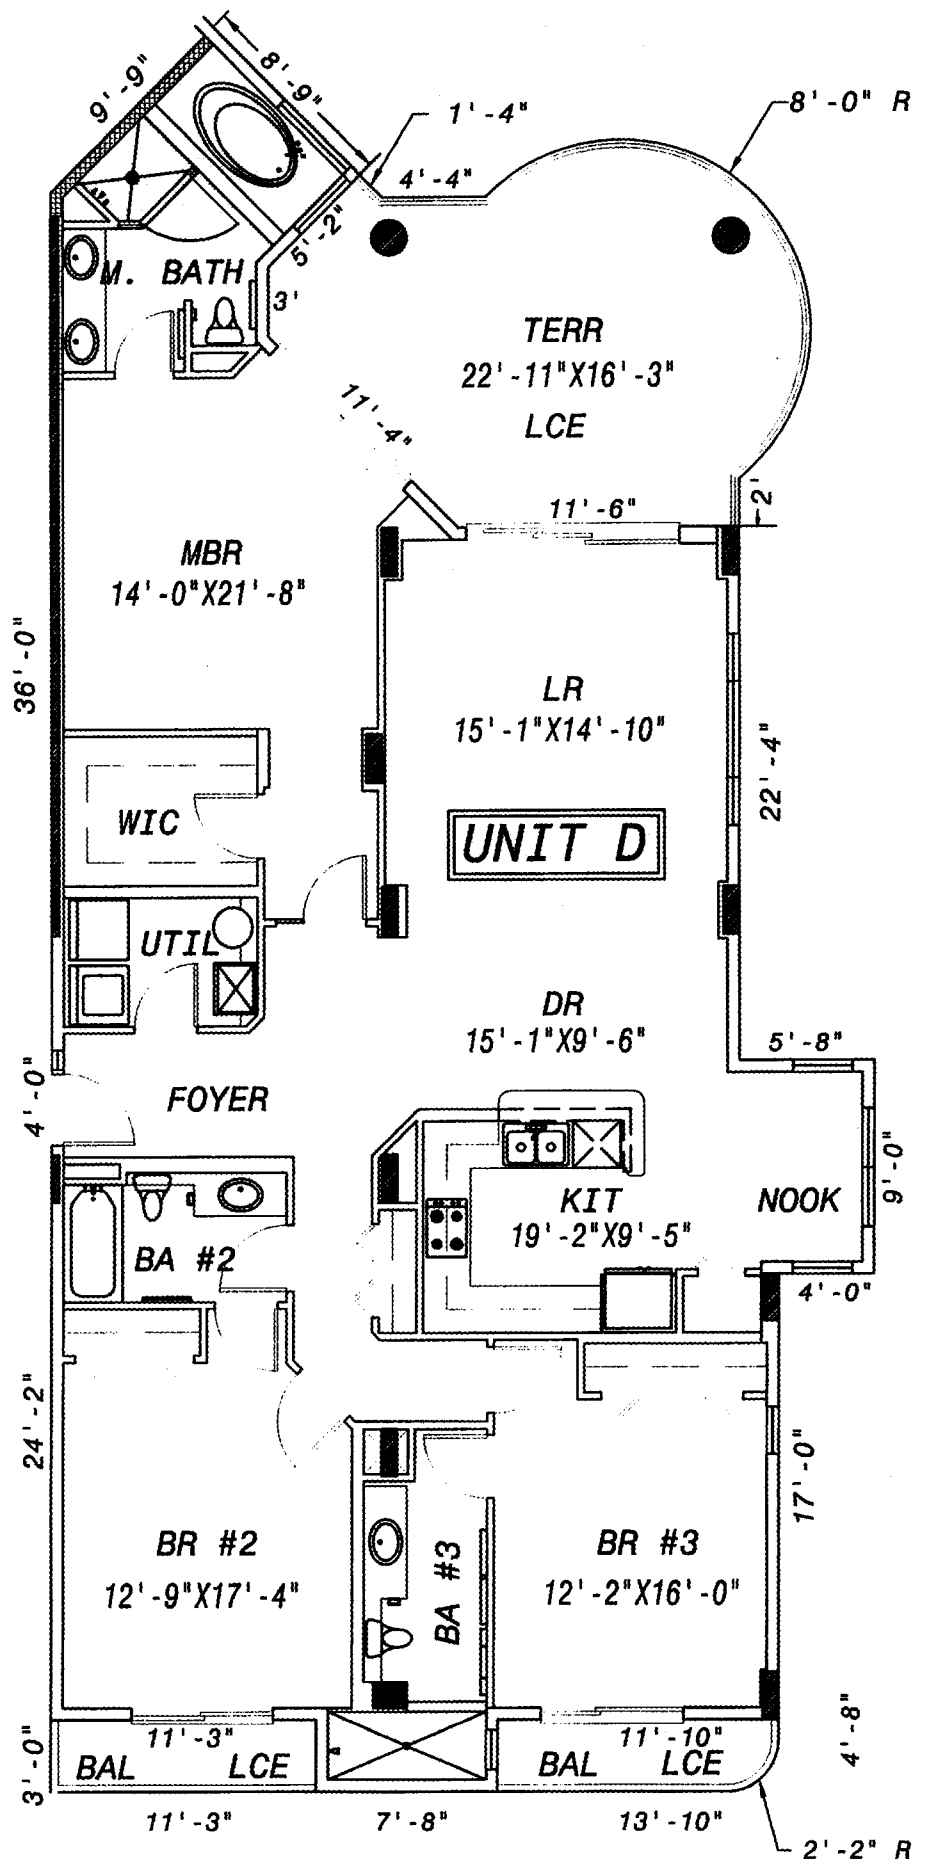 8'-9"
9'-9"
1'-4"
8'-0" R
4'-4"
5'-2"
M. BATH
3'
TERR
22'-11"X16'-3"
LCE
11'-4"
2'
11'-6"
MBR
14'-0"X21'-8"
36'-0"
LR
15'-1"X14'-10"
22'-4"
WIC
UNIT D
UTIL
DR
15'-1"X9'-6"
5'-8"
4'-0"
FOYER
9'-0"
KIT
19'-2"X9'-5"
NOOK
BA #2
4'-0"
24'-2"
17'-0"
BR #2
12'-9"X17'-4"
BA #3
BR #3
12'-2"X16'-0"
4'-8"
3'-0"
11'-3"
11'-10"
BAL LCE
BAL LCE
11'-3"
7'-8"
13'-10"
2'-2" R